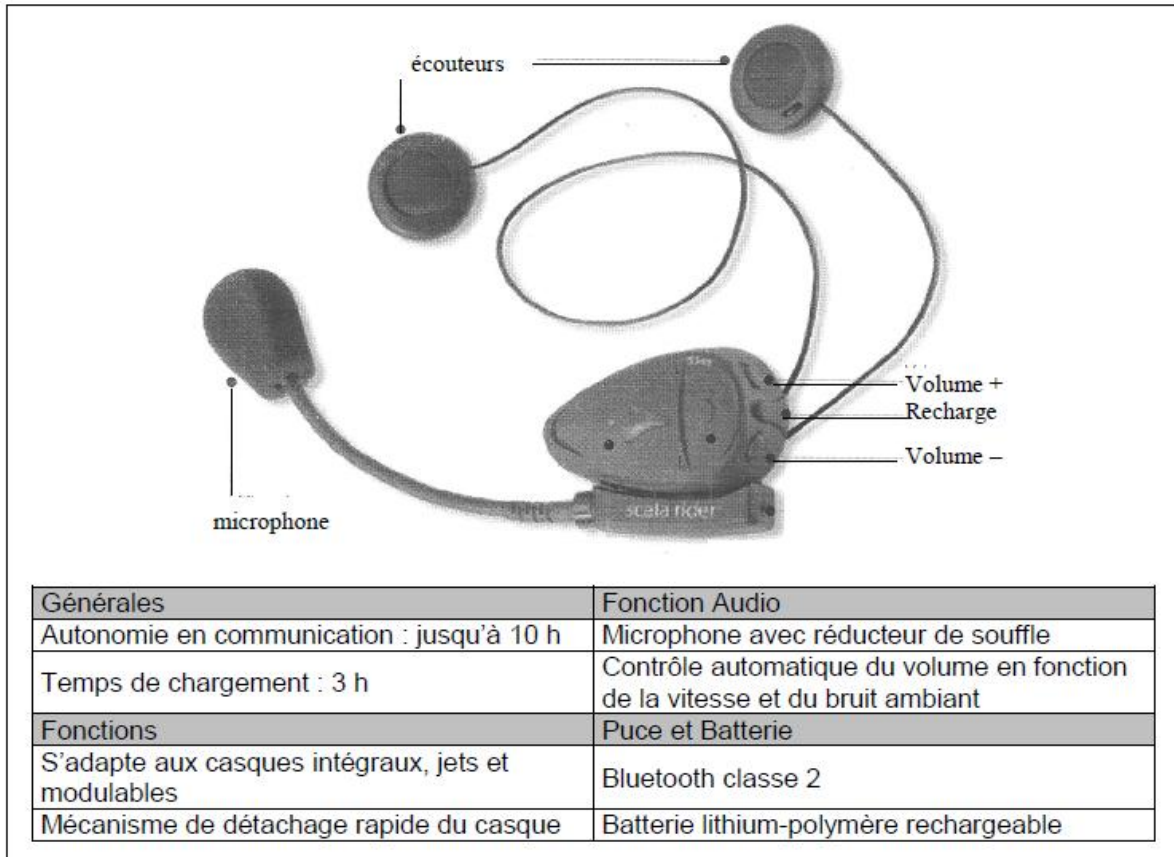 écouteurs
Volume +
Recharge
Volume –
microphone
scala rider
Générales
Fonction Audio
Autonomie en communication : jusqu'à 10 h
Microphone avec réducteur de souffle
Temps de chargement : 3 h
Contrôle automatique du volume en fonction
de la vitesse et du bruit ambiant
Fonctions
Puce et Batterie
S'adapte aux casques intégraux, jets et
modulables
Bluetooth classe 2
Mécanisme de détachage rapide du casque
Batterie lithium-polymère rechargeable